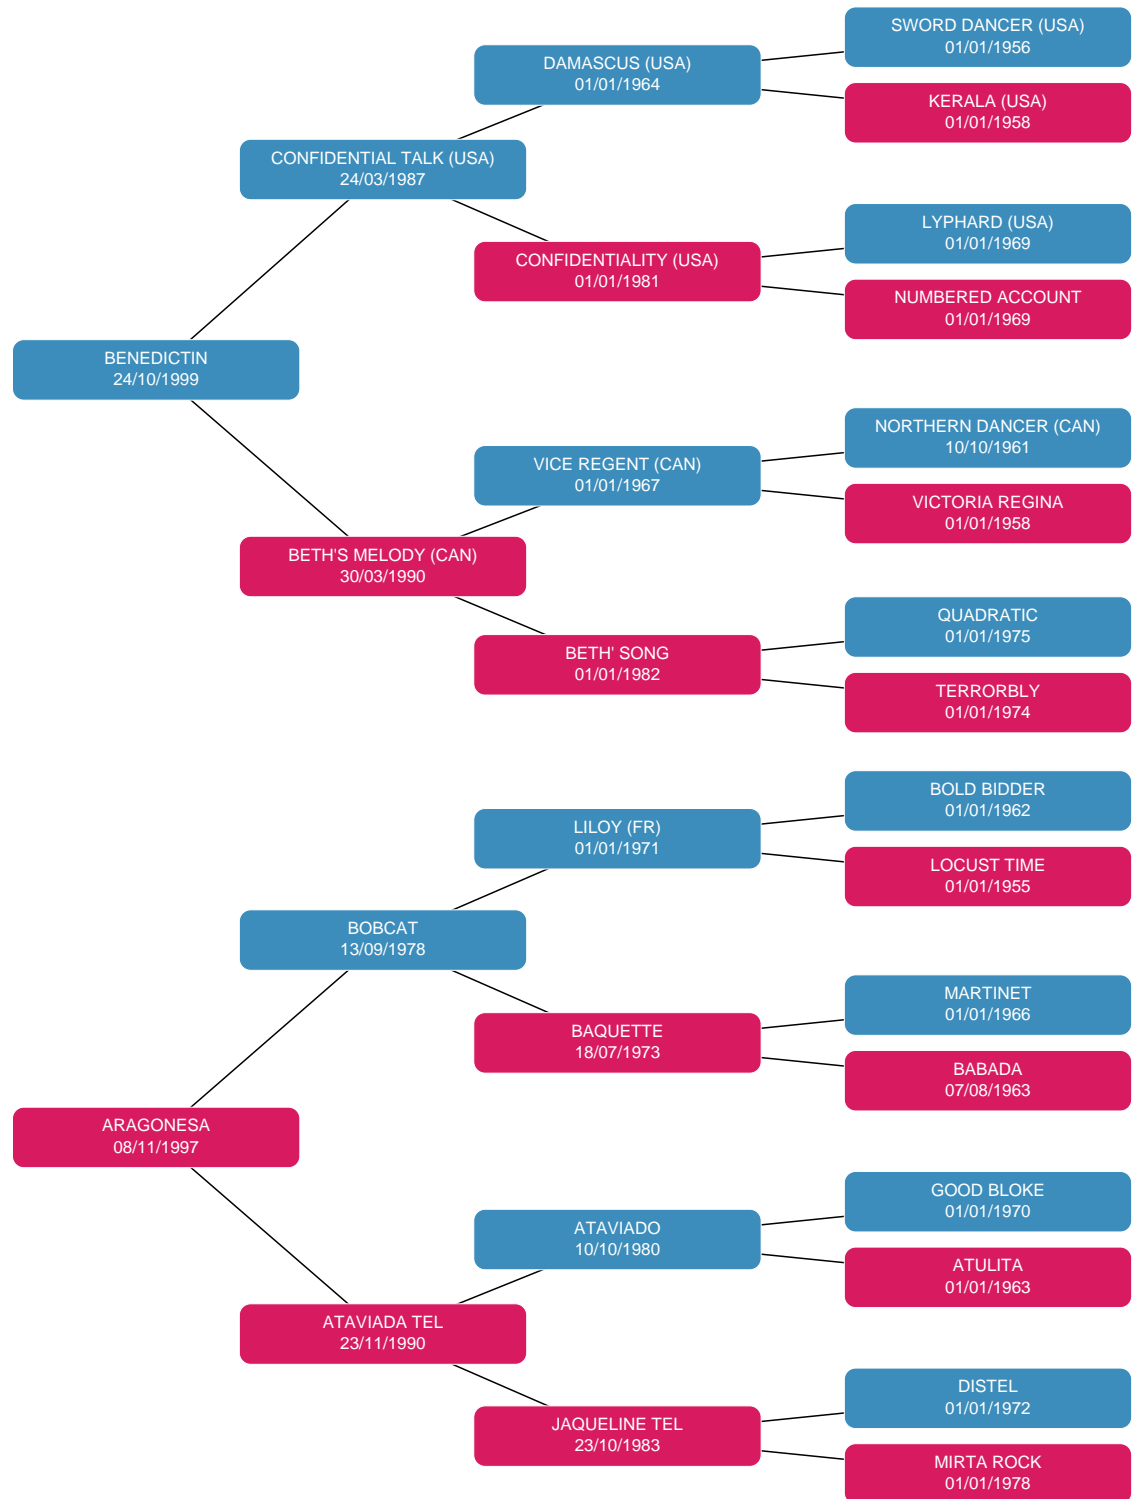 SWORD DANCER (USA)
01/01/1956
DAMASCUS (USA)
01/01/1964
KERALA (USA)
01/01/1958
CONFIDENTIAL TALK (USA)
24/03/1987
LYPHARD (USA)
01/01/1969
CONFIDENTIALITY (USA)
01/01/1981
NUMBERED ACCOUNT
01/01/1969
BENEDICTIN
24/10/1999
NORTHERN DANCER (CAN)
10/10/1961
VICE REGENT (CAN)
01/01/1967
VICTORIA REGINA
01/01/1958
BETH'S MELODY (CAN)
30/03/1990
QUADRATIC
01/01/1975
BETH' SONG
01/01/1982
TERRORBLY
01/01/1974
BOLD BIDDER
01/01/1962
LILOY (FR)
01/01/1971
LOCUST TIME
01/01/1955
BOBCAT
13/09/1978
MARTINET
01/01/1966
BAQUETTE
18/07/1973
BABADA
07/08/1963
ARAGONESA
08/11/1997
GOOD BLOKE
01/01/1970
ATAVIADO
10/10/1980
ATULITA
01/01/1963
ATAVIADA TEL
23/11/1990
DISTEL
01/01/1972
JAQUELINE TEL
23/10/1983
MIRTA ROCK
01/01/1978